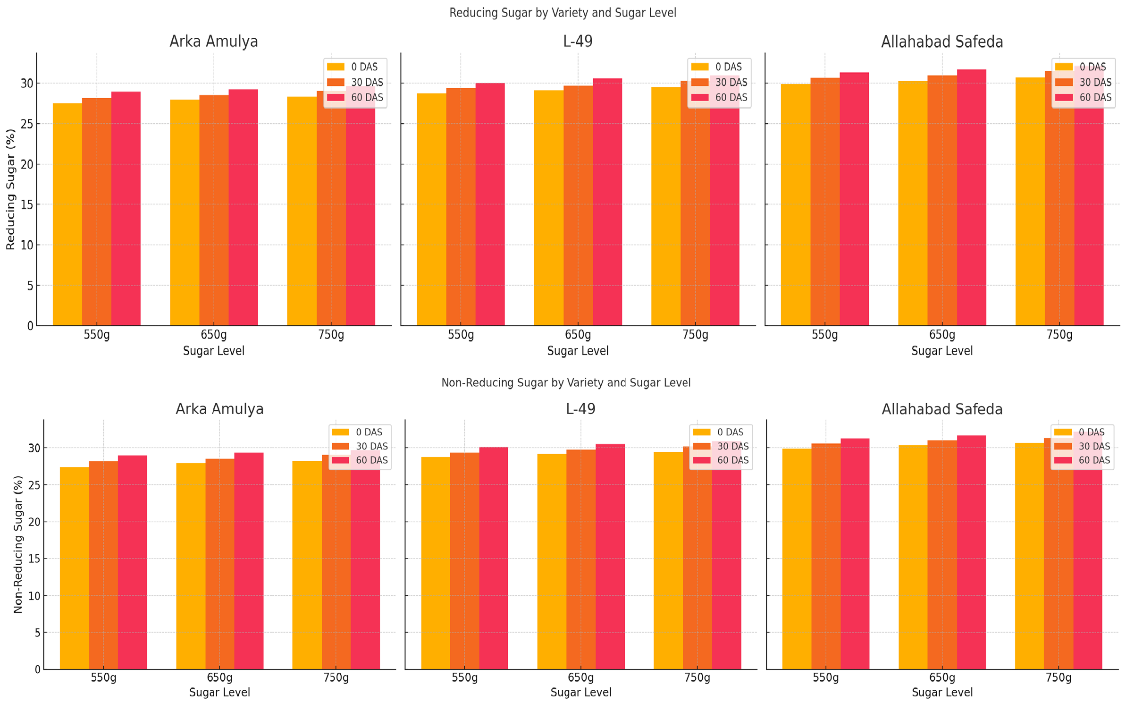 Reducing Sugar by Variety and Sugar Level
Arka Amulya
L-49
Allahabad Safeda
Reducing Sugar (%)
30
25
20
15
10
5
0
0 DAS
30 DAS
60 DAS
0 DAS
30 DAS
60 DAS
0 DAS
30 DAS
60 DAS
550g 650g 750g
550g 650g 750g
550g 650g 750g
Sugar Level
Sugar Level
Sugar Level
Non-Reducing Sugar by Variety and Sugar Level
Arka Amulya
L-49
Allahabad Safeda
Non-Reducing Sugar (%)
30
25
20
15
10
5
0
0 DAS
30 DAS
60 DAS
0 DAS
30 DAS
60 DAS
0 DAS
30 DAS
60 DAS
550g 650g 750g
550g 650g 750g
550g 650g 750g
Sugar Level
Sugar Level
Sugar Level